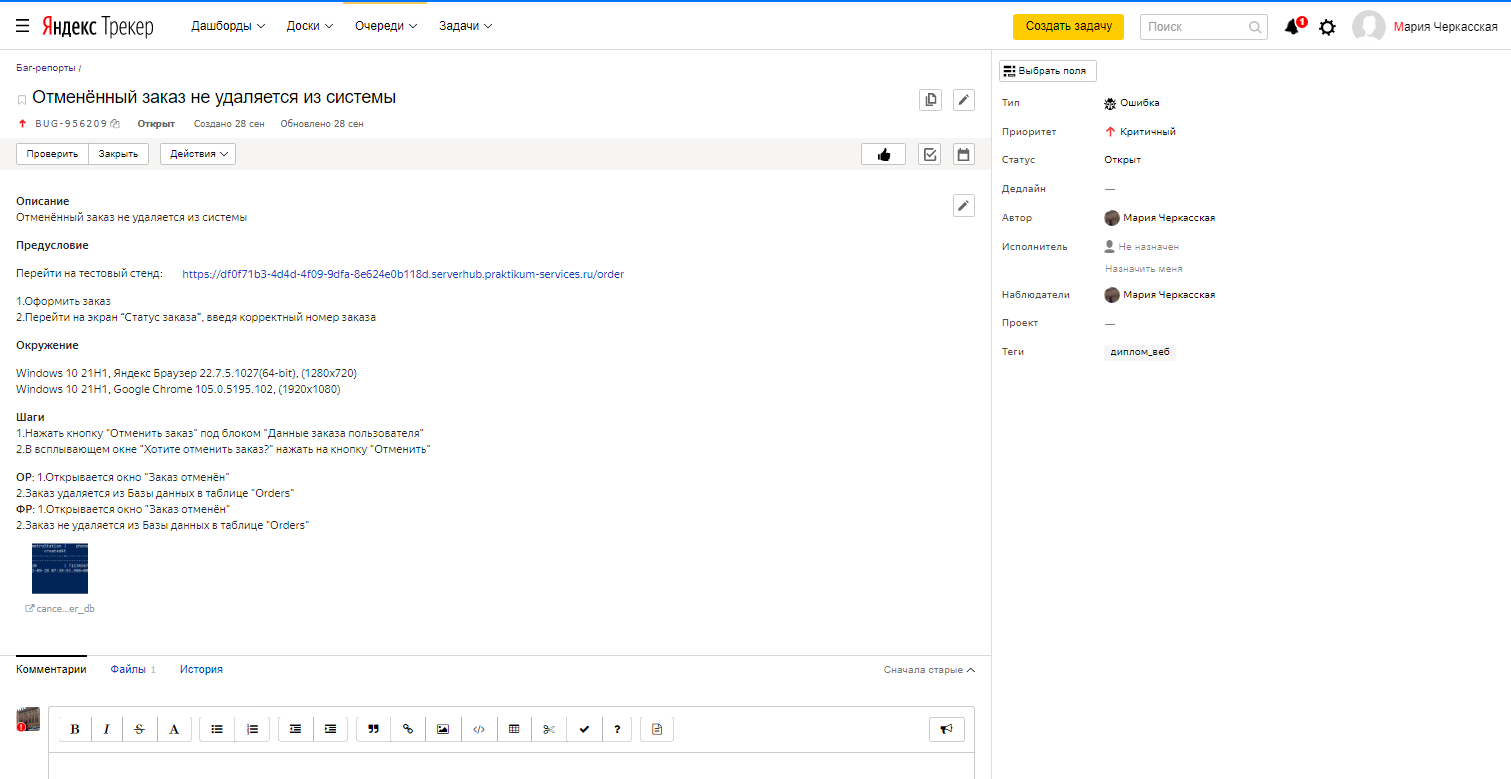 Яндекс Трекер Дашборды Доски Очереди Задачи Создать задачу Поиск 1 Мария Черкасская
Баг-репорты /
Отменённый заказ не удаляется из системы
BUG-956209 Открыт Создано 28 сен Обновлено 28 сен
Проверить Закрыть Действия
Описание
Отменённый заказ не удаляется из системы
Предусловие
Перейти на тестовый стенд: https://df0f71b3-4d4d-4f09-9dfa-8e624e0b118d.serverhub.praktikum-services.ru/order
1.Оформить заказ
2.Перейти на экран “Статус заказа”, введя корректный номер заказа
Окружение
Windows 10 21H1, Яндекс Браузер 22.7.5.1027(64-bit), (1280x720)
Windows 10 21H1, Google Chrome 105.0.5195.102, (1920x1080)
Шаги
1.Нажать кнопку "Отменить заказ" под блоком "Данные заказа пользователя"
2.В всплывающем окне "Хотите отменить заказ?" нажать на кнопку "Отменить"
ОР: 1.Открывается окно "Заказ отменён"
2.Заказ удаляется из Базы данных в таблице "Orders"
ФР: 1.Открывается окно "Заказ отменён"
2.Заказ не удаляется из Базы данных в таблице "Orders"
cance...er_db
Комментарии Файлы 1 История Сначала старые
B I S A ?
Выбрать поля
Тип Ошибка
Приоритет Критичный
Статус Открыт
Дедлайн —
Автор Мария Черкасская
Исполнитель Не назначен
Назначить меня
Наблюдатели Мария Черкасская
Проект —
Теги диплом_веб